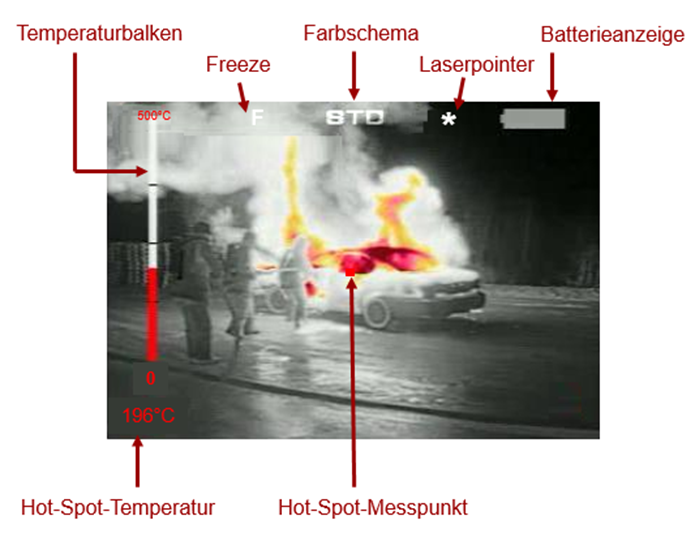 Temperaturbalken
Farbschema
Batterieanzeige
Freeze
Laserpointer
500°C
F
STD
*
0
196°C
Hot-Spot-Temperatur
Hot-Spot-Messpunkt